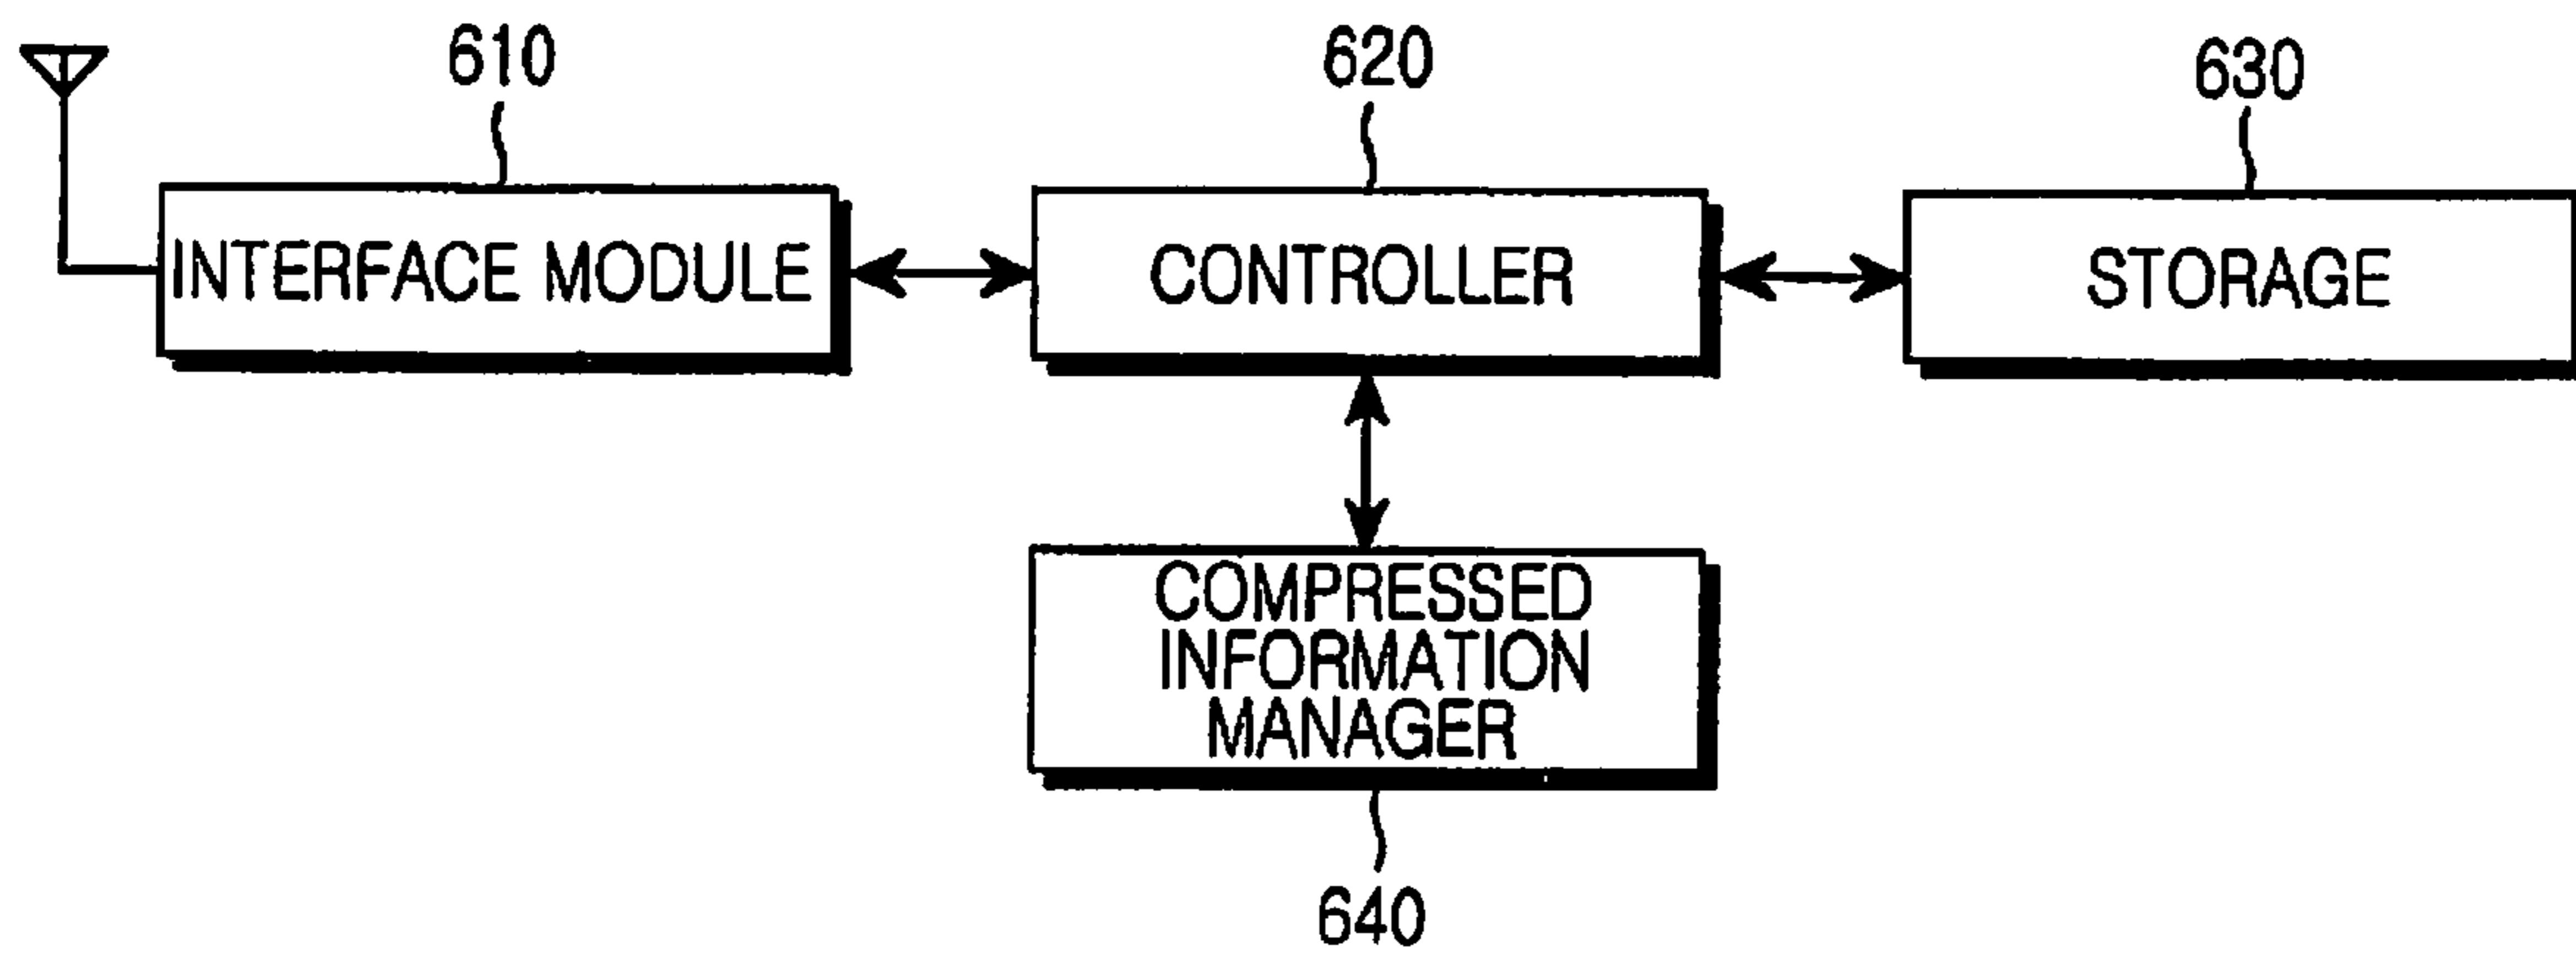 610
620
630
INTERFACE MODULE
CONTROLLER
STORAGE
COMPRESSED
INFORMATION
MANAGER
640